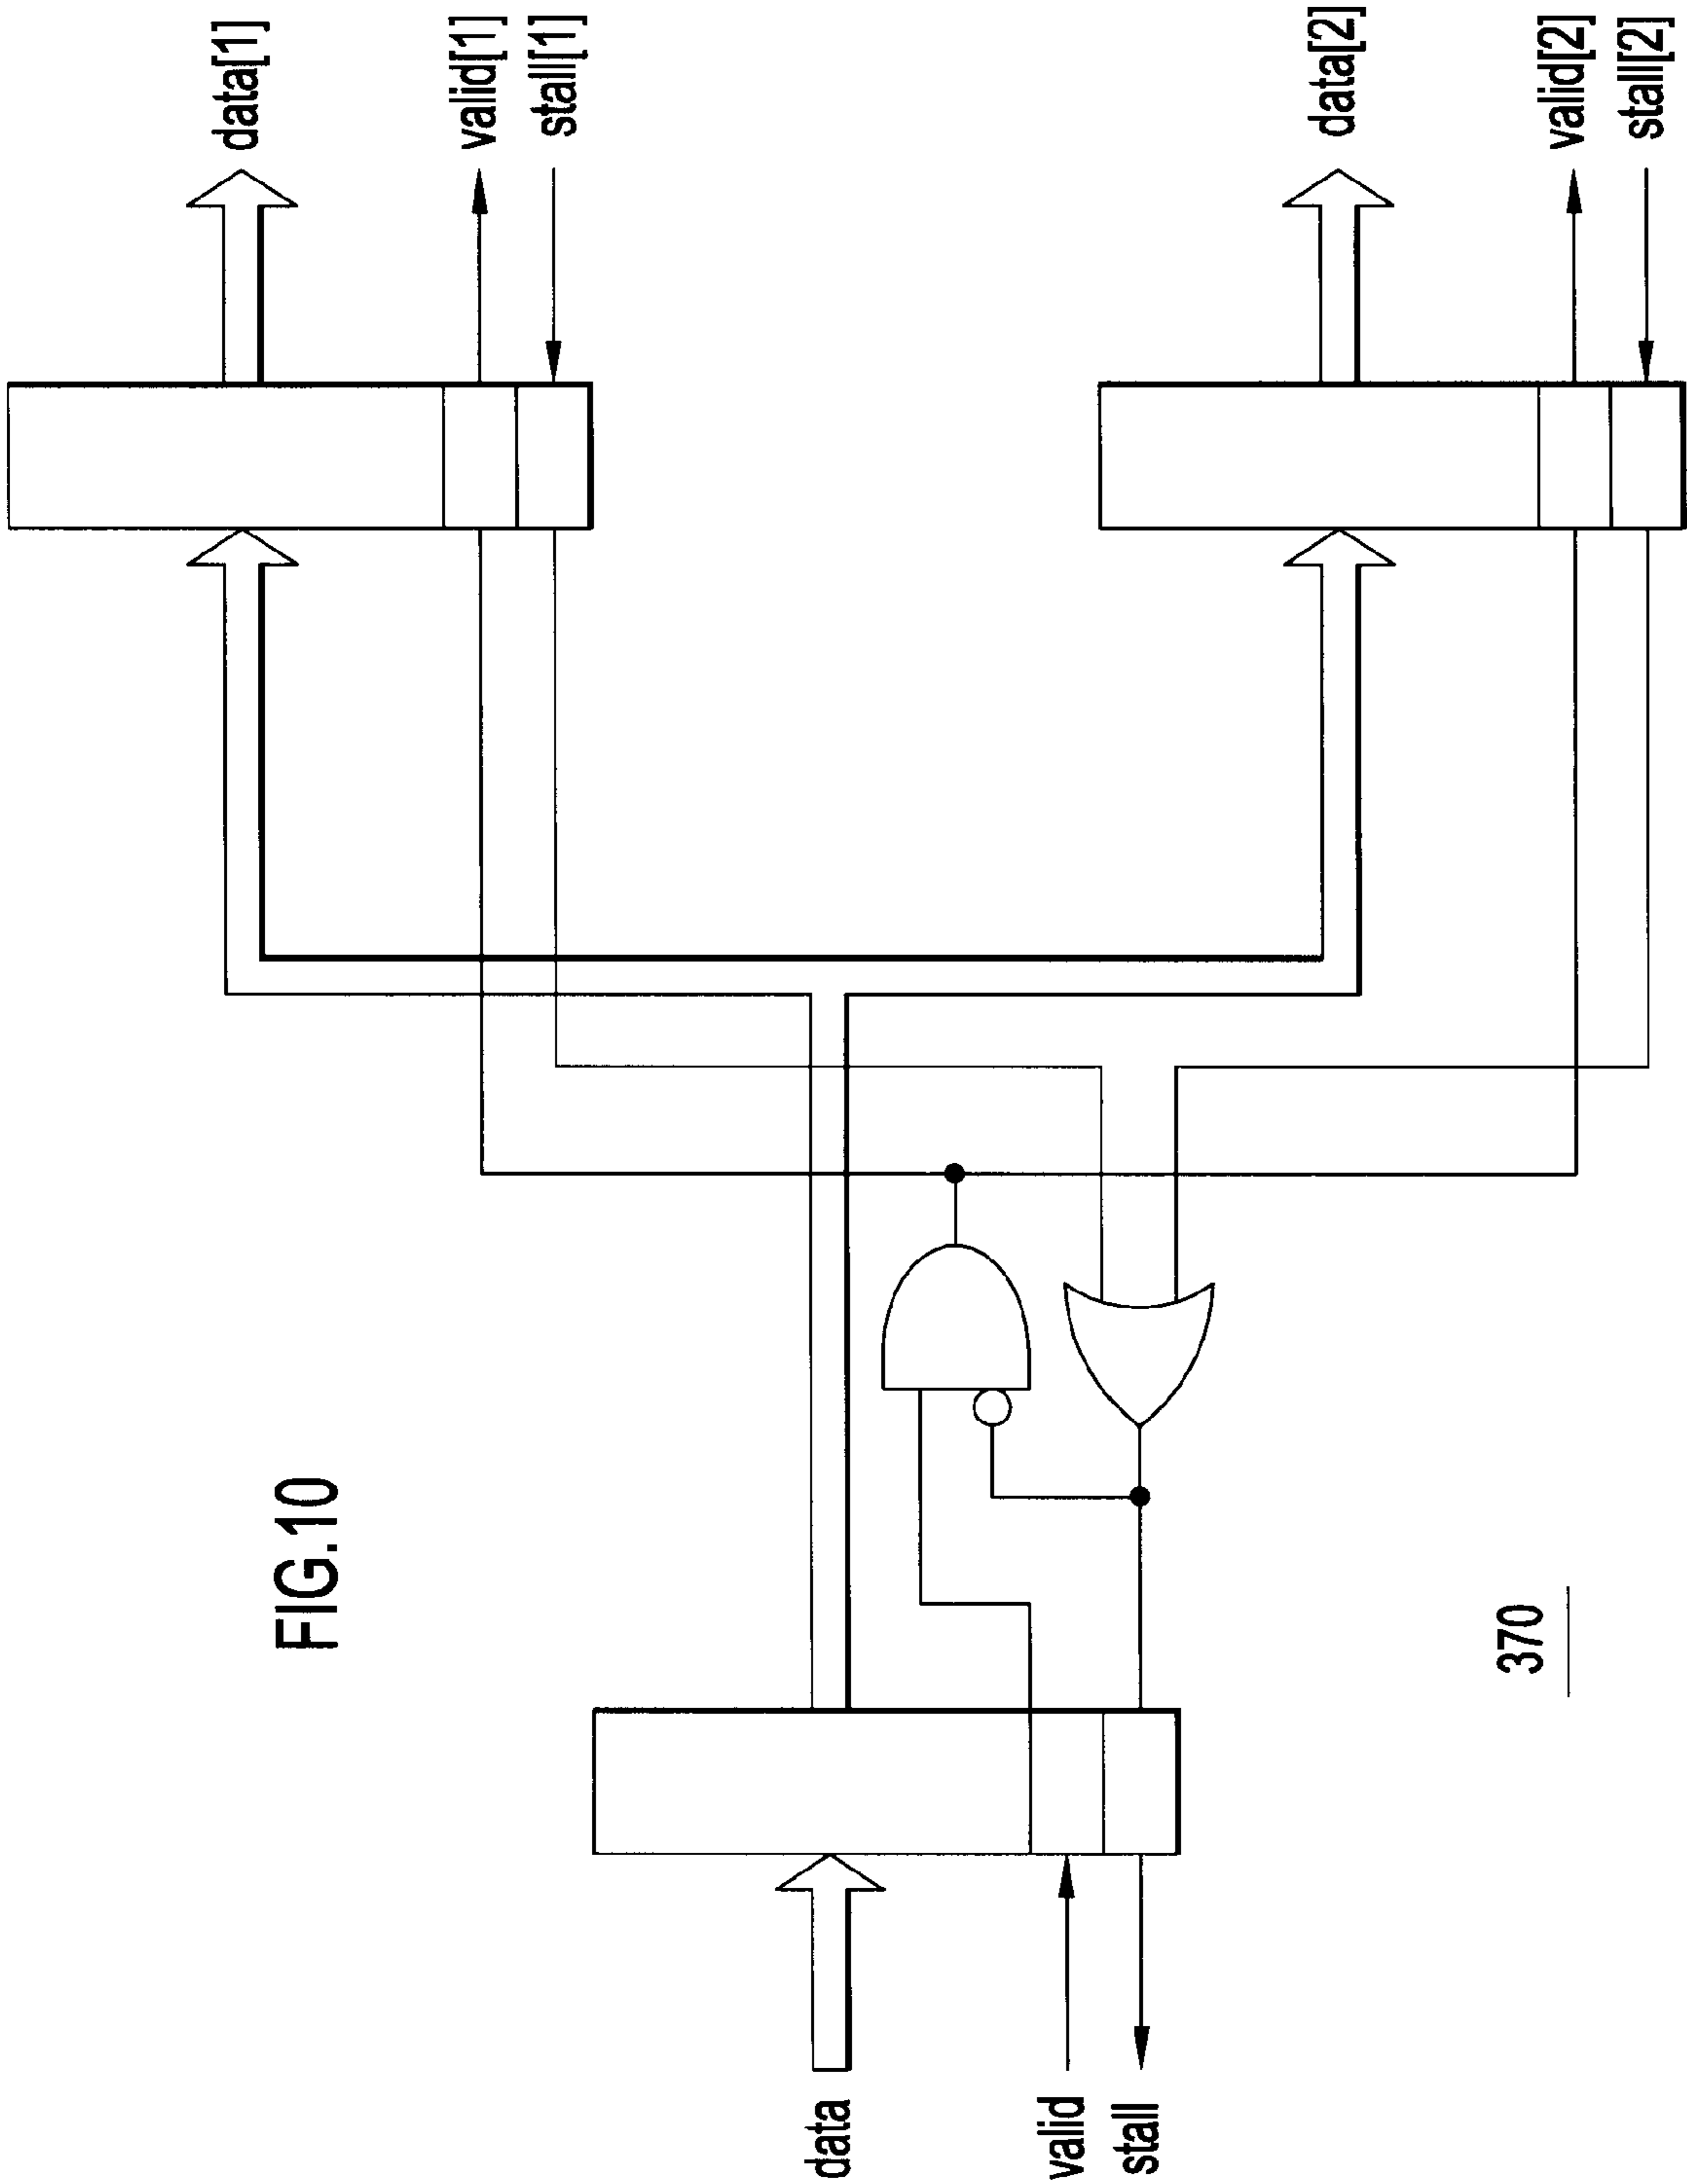 FIG.10
data[1]
valid[1]
stall[1]
data
valid
stall
data[2]
valid[2]
stall[2]
370